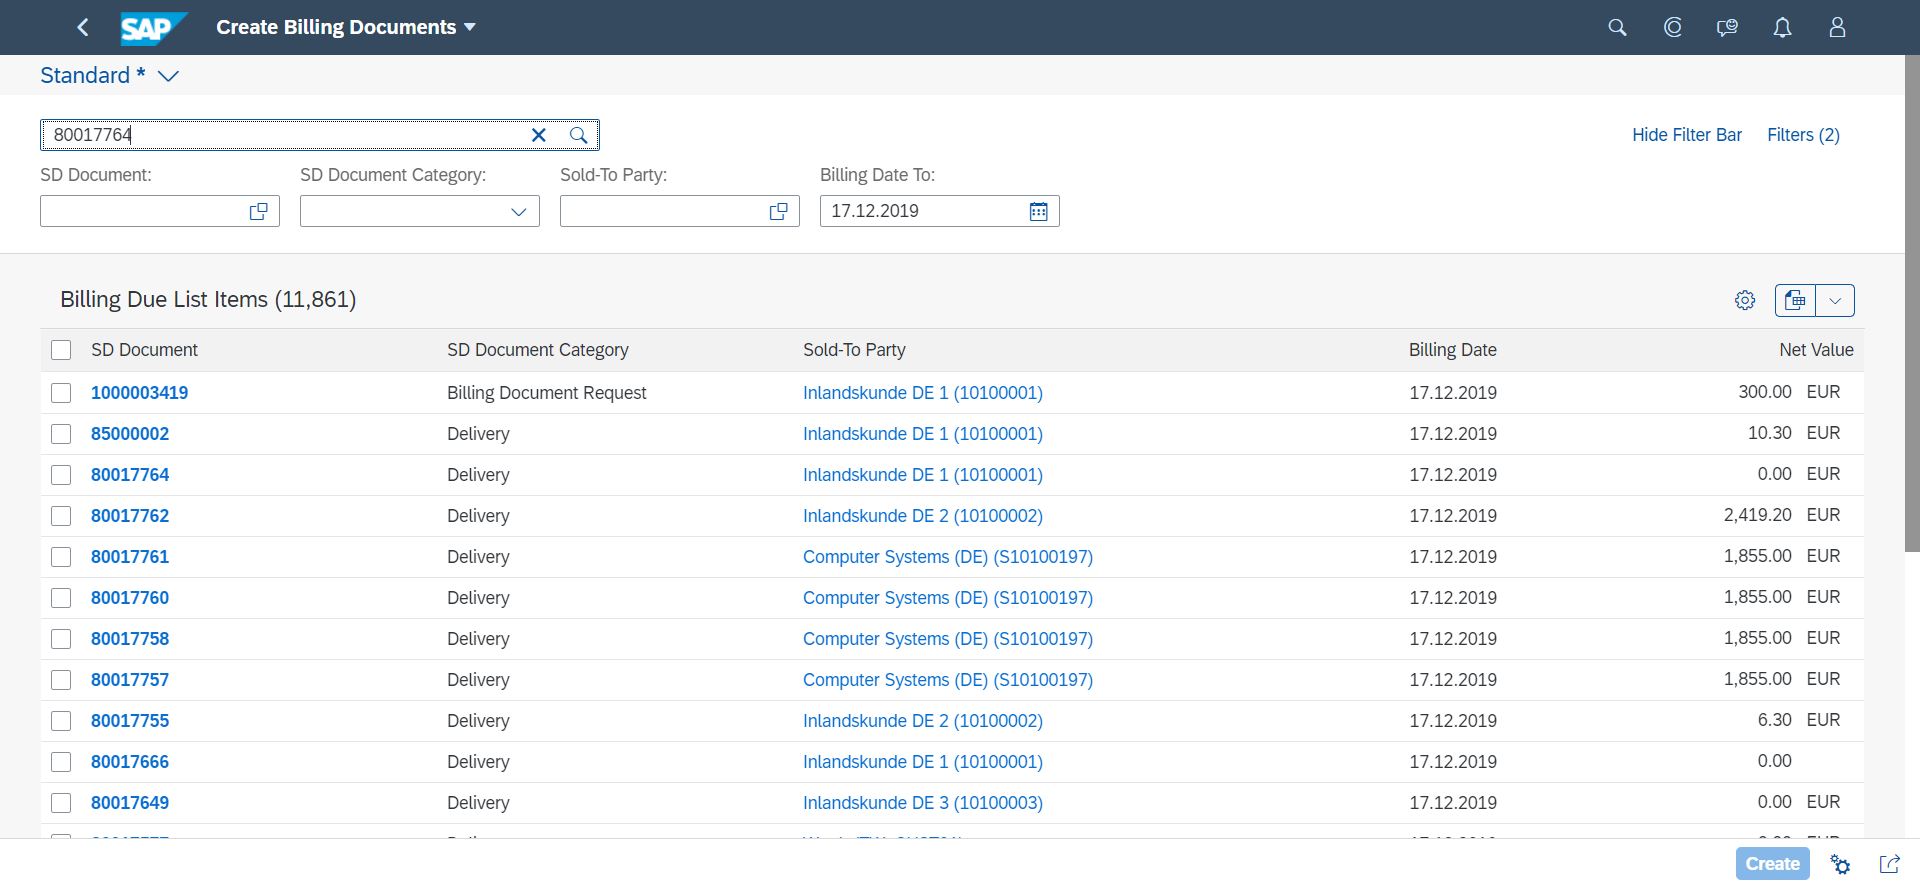 SAP Create Billing Documents
Standard *
80017764
Hide Filter Bar Filters (2)
SD Document: SD Document Category: Sold-To Party: Billing Date To:
17.12.2019
Billing Due List Items (11,861)
SD Document SD Document Category Sold-To Party Billing Date Net Value
1000003419 Billing Document Request Inlandskunde DE 1 (10100001) 17.12.2019 300.00 EUR
85000002 Delivery Inlandskunde DE 1 (10100001) 17.12.2019 10.30 EUR
80017764 Delivery Inlandskunde DE 1 (10100001) 17.12.2019 0.00 EUR
80017762 Delivery Inlandskunde DE 2 (10100002) 17.12.2019 2,419.20 EUR
80017761 Delivery Computer Systems (DE) (S10100197) 17.12.2019 1,855.00 EUR
80017760 Delivery Computer Systems (DE) (S10100197) 17.12.2019 1,855.00 EUR
80017758 Delivery Computer Systems (DE) (S10100197) 17.12.2019 1,855.00 EUR
80017757 Delivery Computer Systems (DE) (S10100197) 17.12.2019 1,855.00 EUR
80017755 Delivery Inlandskunde DE 2 (10100002) 17.12.2019 6.30 EUR
80017666 Delivery Inlandskunde DE 1 (10100001) 17.12.2019 0.00
80017649 Delivery Inlandskunde DE 3 (10100003) 17.12.2019 0.00 EUR
Create